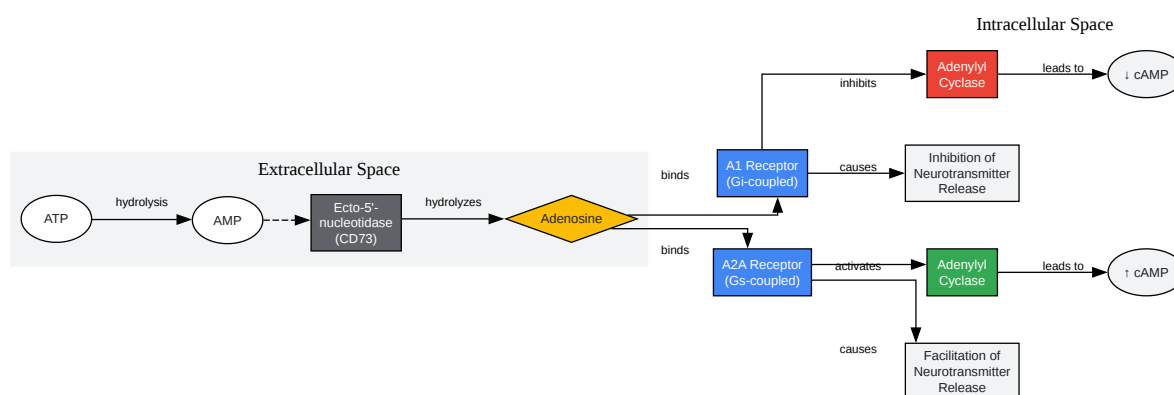 Intracellular Space
Adenylyl
Cyclase
leads to
↓ cAMP
inhibits
Extracellular Space
binds
A1 Receptor
(Gi-coupled)
causes
Inhibition of
Neurotransmitter
Release
ATP
hydrolysis
AMP
Ecto-5'-
nucleotidase
(CD73)
hydrolyzes
Adenosine
binds
A2A Receptor
(Gs-coupled)
activates
Adenylyl
Cyclase
leads to
↑ cAMP
causes
Facilitation of
Neurotransmitter
Release